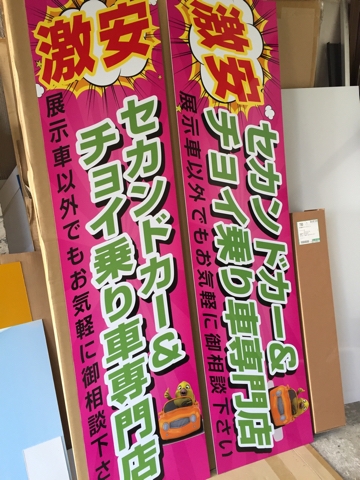 激安
セカンドカー&
チョイ乗り車専門店
展示車以外でもお気軽に御相談下さ
激安
セカンドカー&
チョイ乗り車専門店
展示車以外でもお気軽に御相談下さい